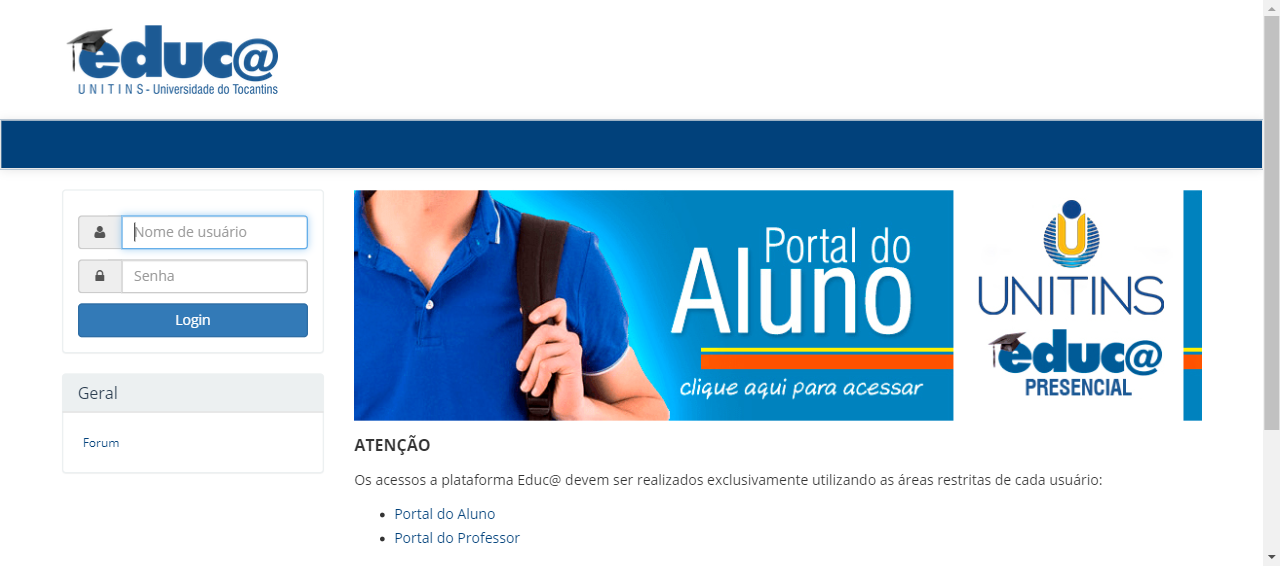 educ@
UNITINS - Universidade do Tocantins
Nome de usuário
Senha
Login
Geral
Forum
Portal do
Aluno
clique aqui para acessar
UNITINS
educ@
PRESENCIAL
ATENÇÃO
Os acessos a plataforma Educ@ devem ser realizados exclusivamente utilizando as áreas restritas de cada usuário:
Portal do Aluno
Portal do Professor